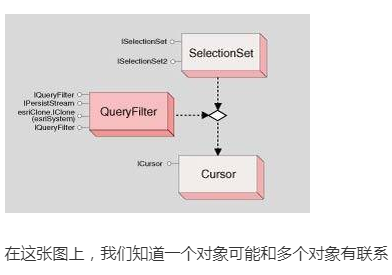 ISelectionSet
ISelectionSet2
SelectionSet
IQueryFilter
IPersistStream
esriClone.IClone
(esriSystem)
IQueryFilter
QueryFilter
ICursor
Cursor
在这张图上，我们知道一个对象可能和多个对象有联系